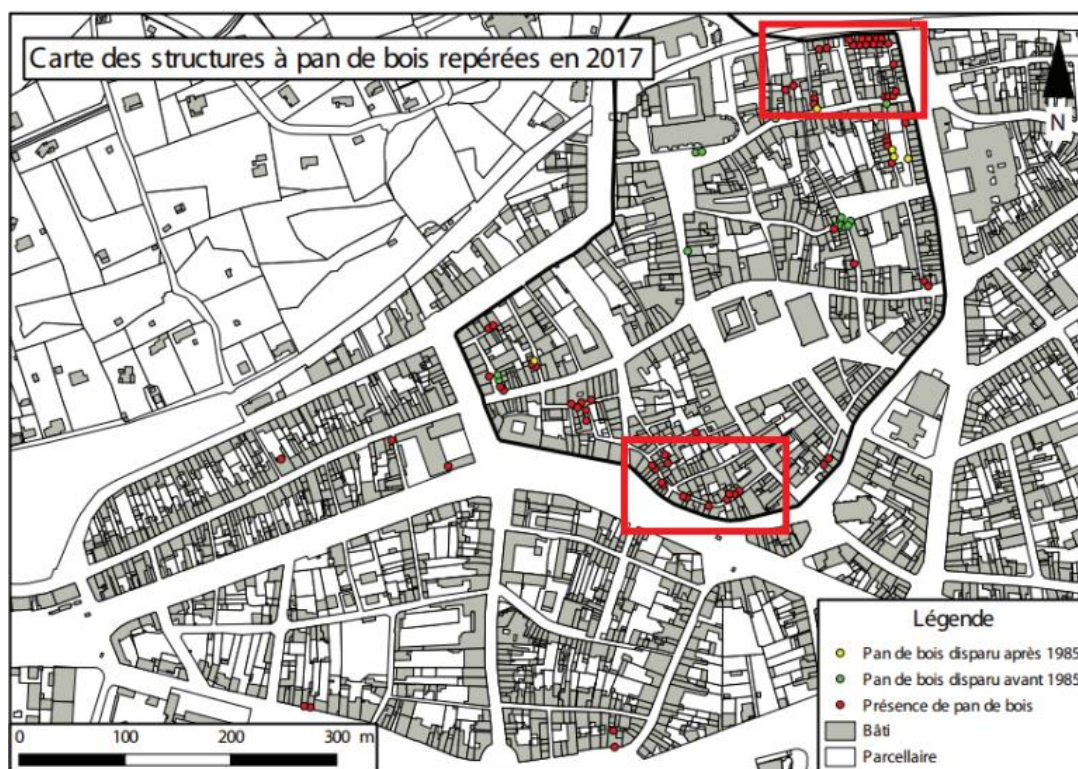 Carte des structures à pan de bois repérées en 2017
N
Légende
Pan de bois disparu après 1985
Pan de bois disparu avant 1985
Présence de pan de bois
Bâti
Parcellaire
0 100 200 300 m